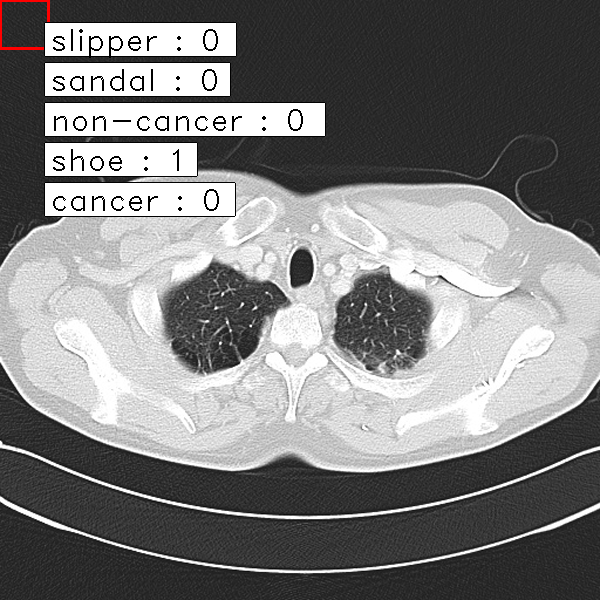 slipper : 0
sandal : 0
non-cancer : 0
shoe : 1
cancer : 0